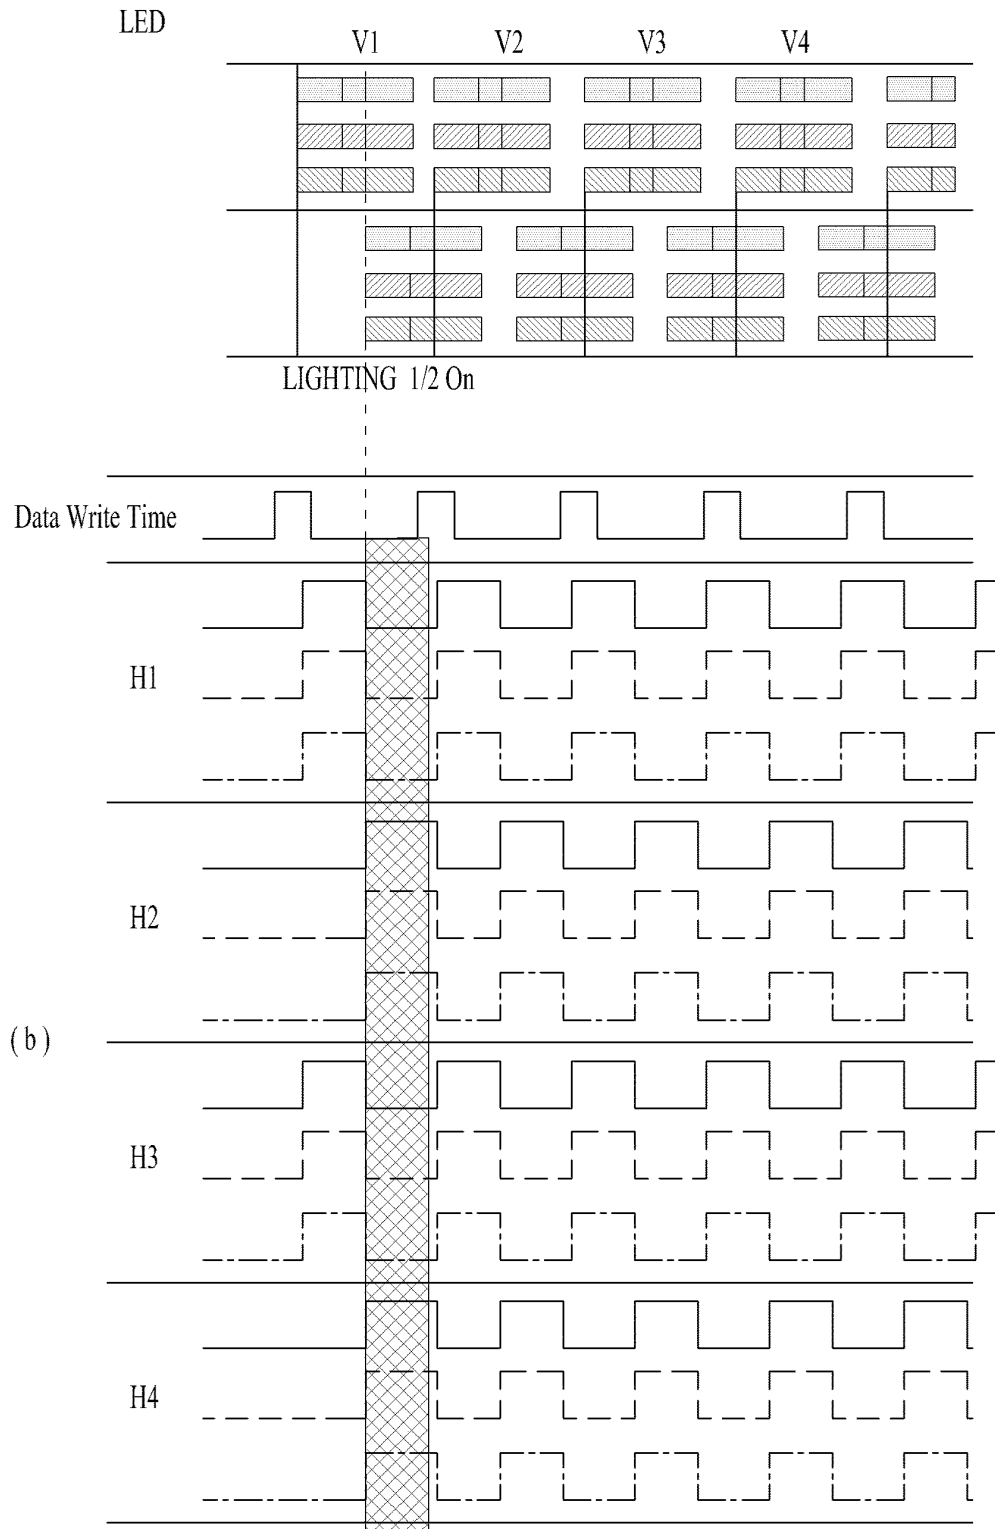 LED
V1 V2 V3 V4
LIGHTING 1/2 On
Data Write Time
H1
H2
(b)
H3
H4